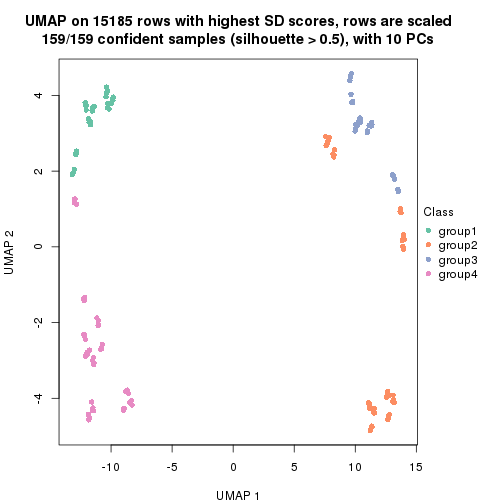 UMAP on 15185 rows with highest SD scores, rows are scaled
159/159 confident samples (silhouette > 0.5), with 10 PCs
4
2
0
-2
-4
UMAP 2
-10
-5
0
5
10
15
UMAP 1
Class
group1
group2
group3
group4